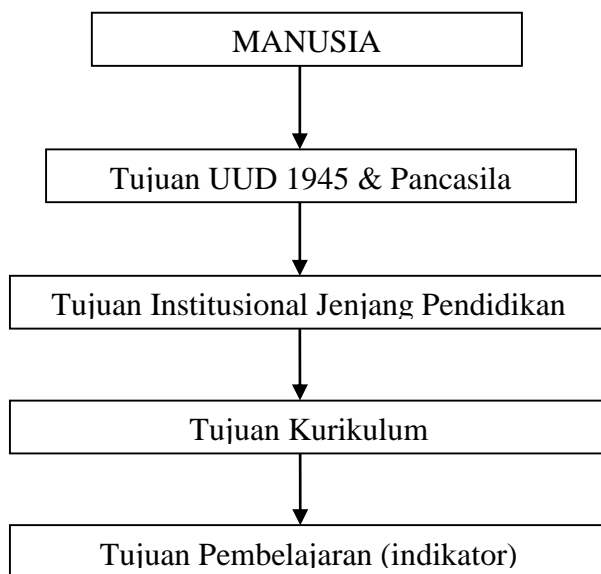 MANUSIA
Tujuan UUD 1945 & Pancasila
Tujuan Institusional Jenjang Pendidikan
Tujuan Kurikulum
Tujuan Pembelajaran (indikator)